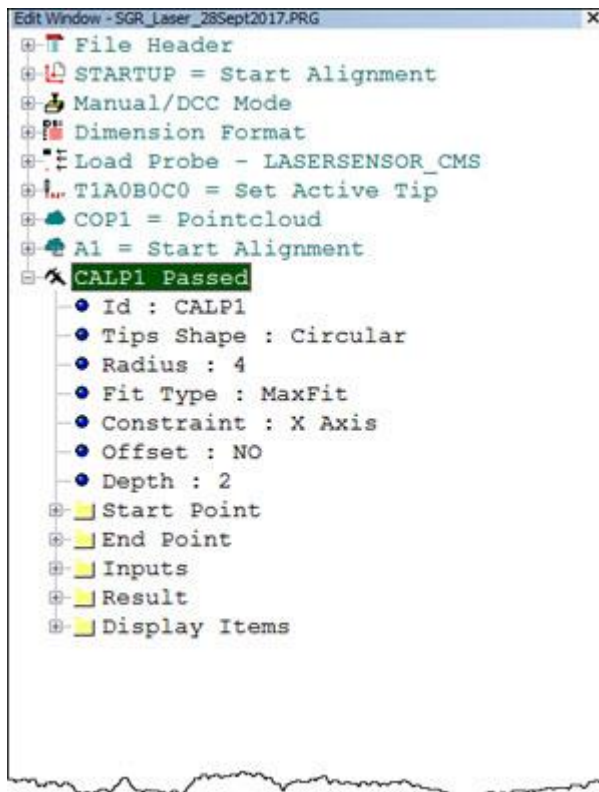 Edit Window - SGR_Laser_28Sept2017.PRG
File Header
STARTUP = Start Alignment
Manual/DCC Mode
Dimension Format
Load Probe - LASERSENSOR_CMS
T1A0B0C0 = Set Active Tip
COP1 = Pointcloud
A1 = Start Alignment
CALP1 Passed
Id : CALP1
Tips Shape : Circular
Radius : 4
Fit Type : MaxFit
Constraint : X Axis
Offset : NO
Depth : 2
Start Point
End Point
Inputs
Result
Display Items